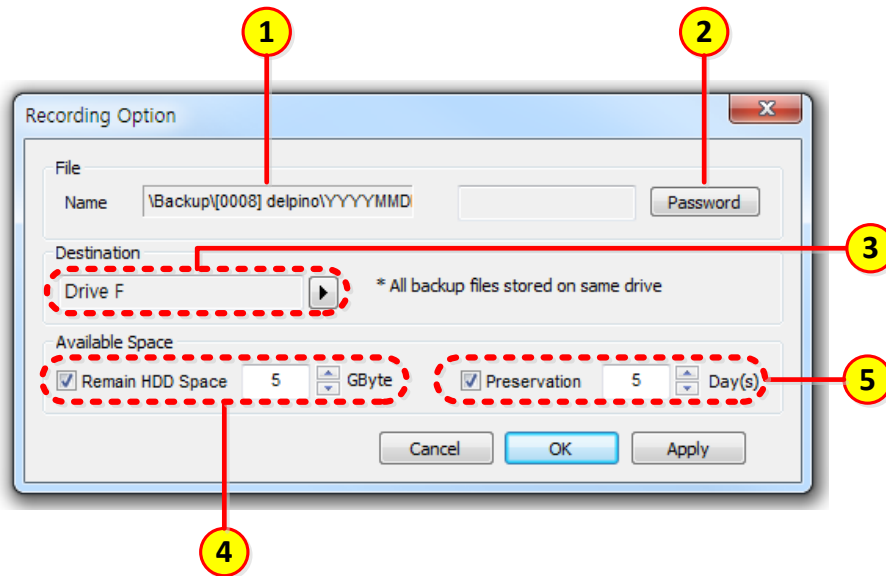 1
2
Recording Option
File
Name \Backup\[0008] delpino\YYYYMMD Password
3
Destination
Drive F * All backup files stored on same drive
Available Space
Remain HDD Space 5 GByte Preservation 5 Day(s) 5
Cancel OK Apply
4